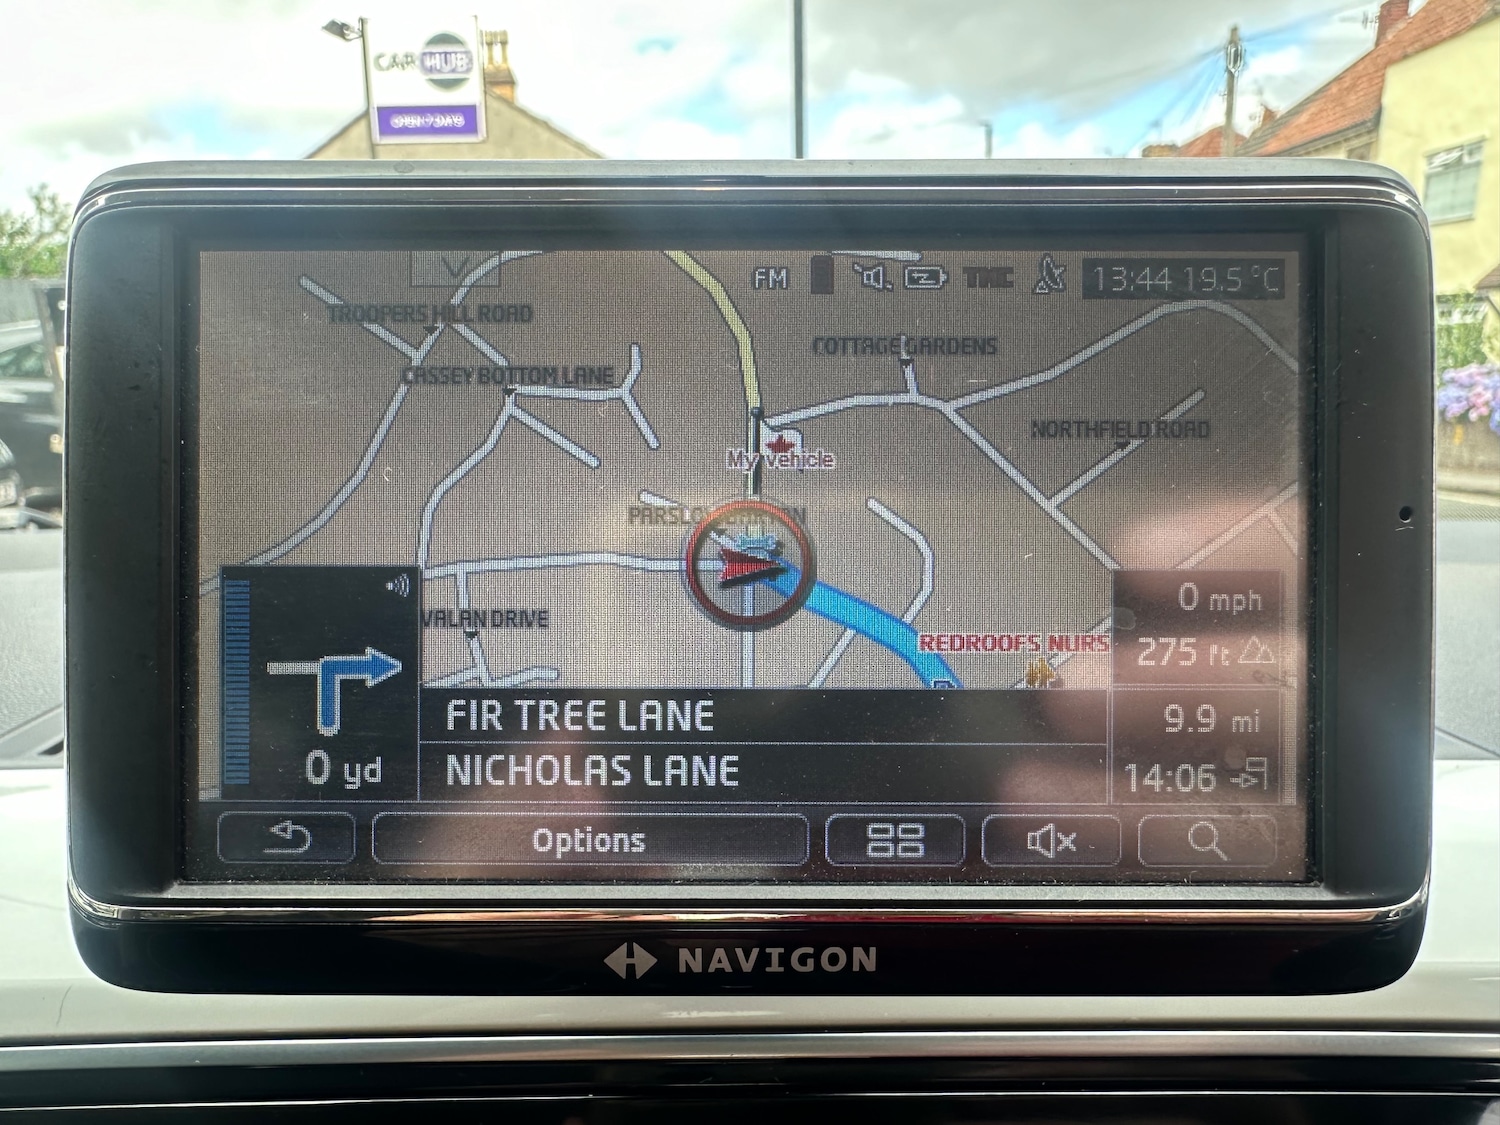 CAR HUB
OPEN 7 DAYS
FM
TMC
13:44 19.5 °C
TROOPERS HILL ROAD
COTTAGE GARDENS
CASSEY BOTTOM LANE
NORTHFIELD ROAD
My vehicle
VALAN DRIVE
REDROOFS NURS
0 mph
275 ft
FIR TREE LANE
9.9 mi
NICHOLAS LANE
0 yd
14:06
Options
NAVIGON